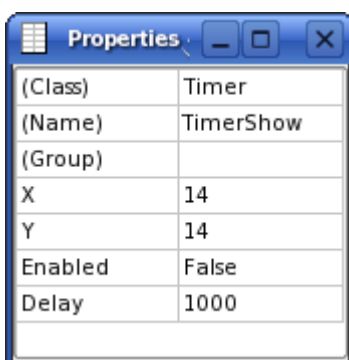 Properties
(Class) Timer
(Name) TimerShow
(Group)
X 14
Y 14
Enabled False
Delay 1000